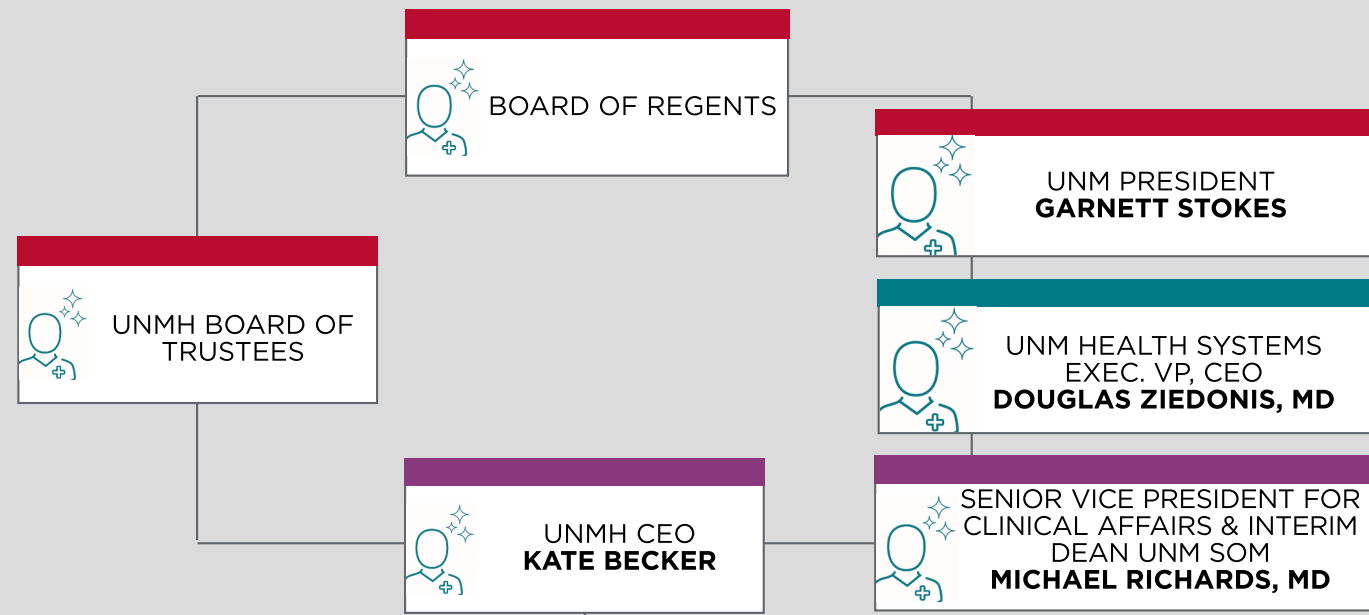 BOARD OF REGENTS
UNM PRESIDENT
GARNETT STOKES
UNMH BOARD OF
TRUSTEES
UNM HEALTH SYSTEMS
EXEC. VP, CEO
DOUGLAS ZIEDONIS, MD
UNMH CEO
KATE BECKER
SENIOR VICE PRESIDENT FOR
CLINICAL AFFAIRS & INTERIM
DEAN UNM SOM
MICHAEL RICHARDS, MD